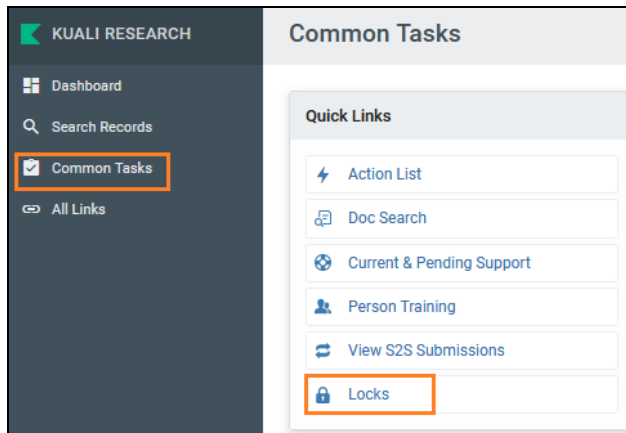 KUALI RESEARCH
Dashboard
Search Records
Common Tasks
All Links
Common Tasks
Quick Links
Action List
Doc Search
Current & Pending Support
Person Training
View S2S Submissions
Locks